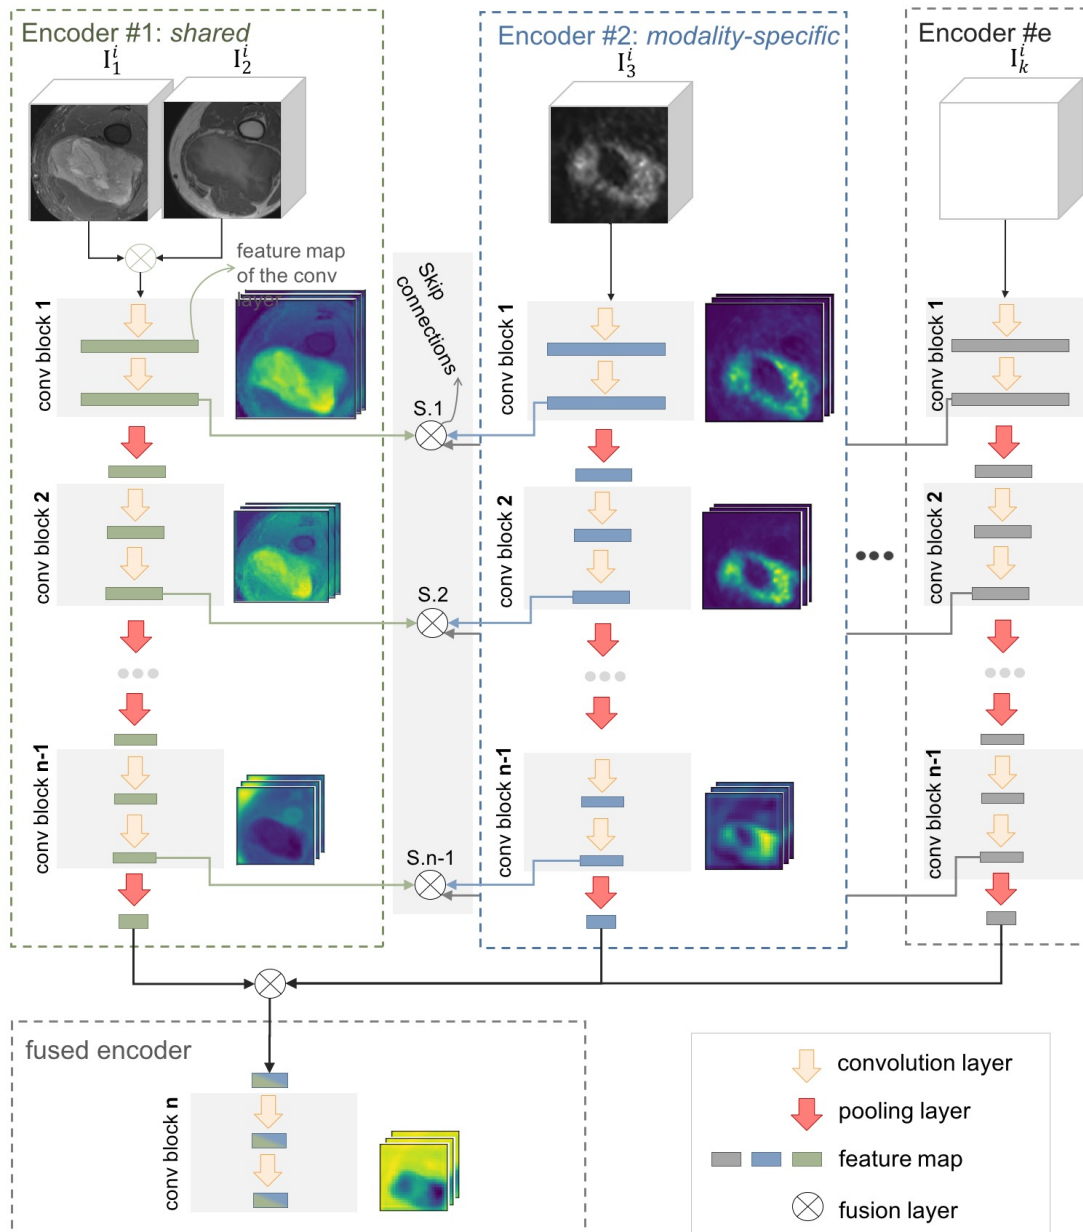 Encoder #1: shared
I₁ⁱ
I₂ⁱ
feature map
of the conv
layer
conv block 1
conv block 2
conv block n-1
Skip
connections
S.1
S.2
S.n-1
Encoder #2: modality-specific
I₃ⁱ
conv block 1
conv block 2
conv block n-1
Encoder #e
Iₖⁱ
conv block 1
conv block 2
conv block n-1
fused encoder
conv block n
convolution layer
pooling layer
feature map
fusion layer